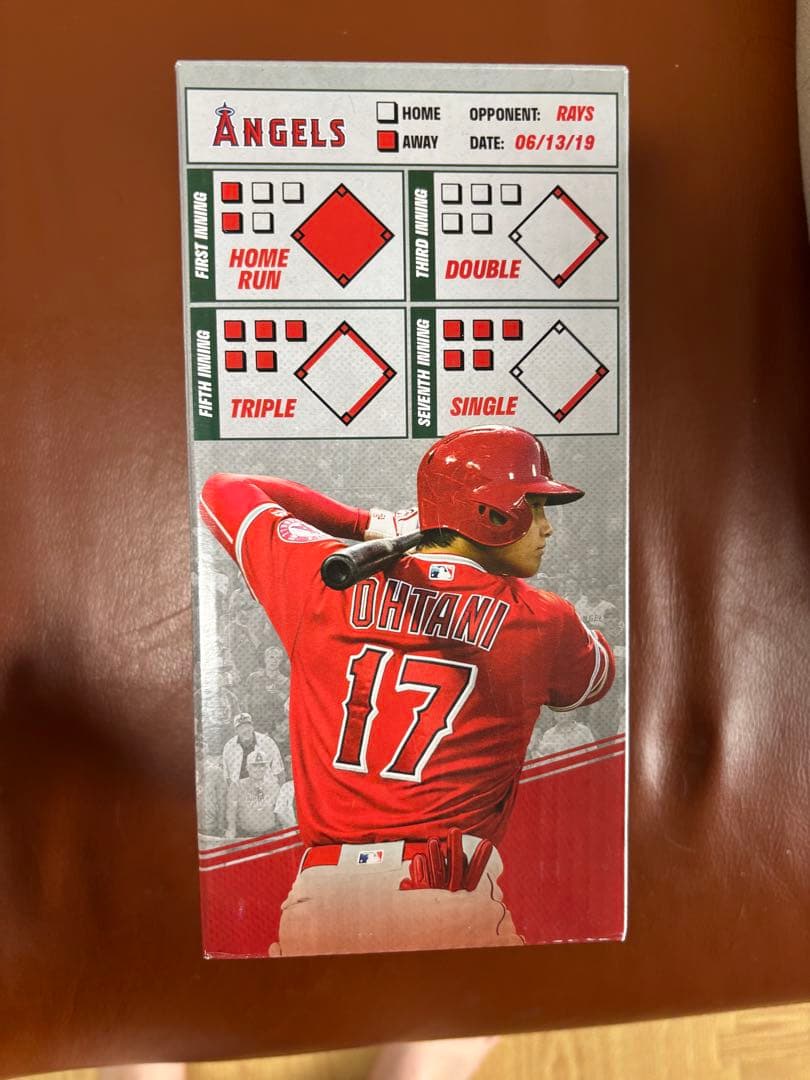 ANGELS
HOME
AWAY
OPPONENT: RAYS
DATE: 06/13/19
FIRST INNING
HOME
RUN
THIRD INNING
DOUBLE
FIFTH INNING
TRIPLE
SEVENTH INNING
SINGLE
OHTANI
17